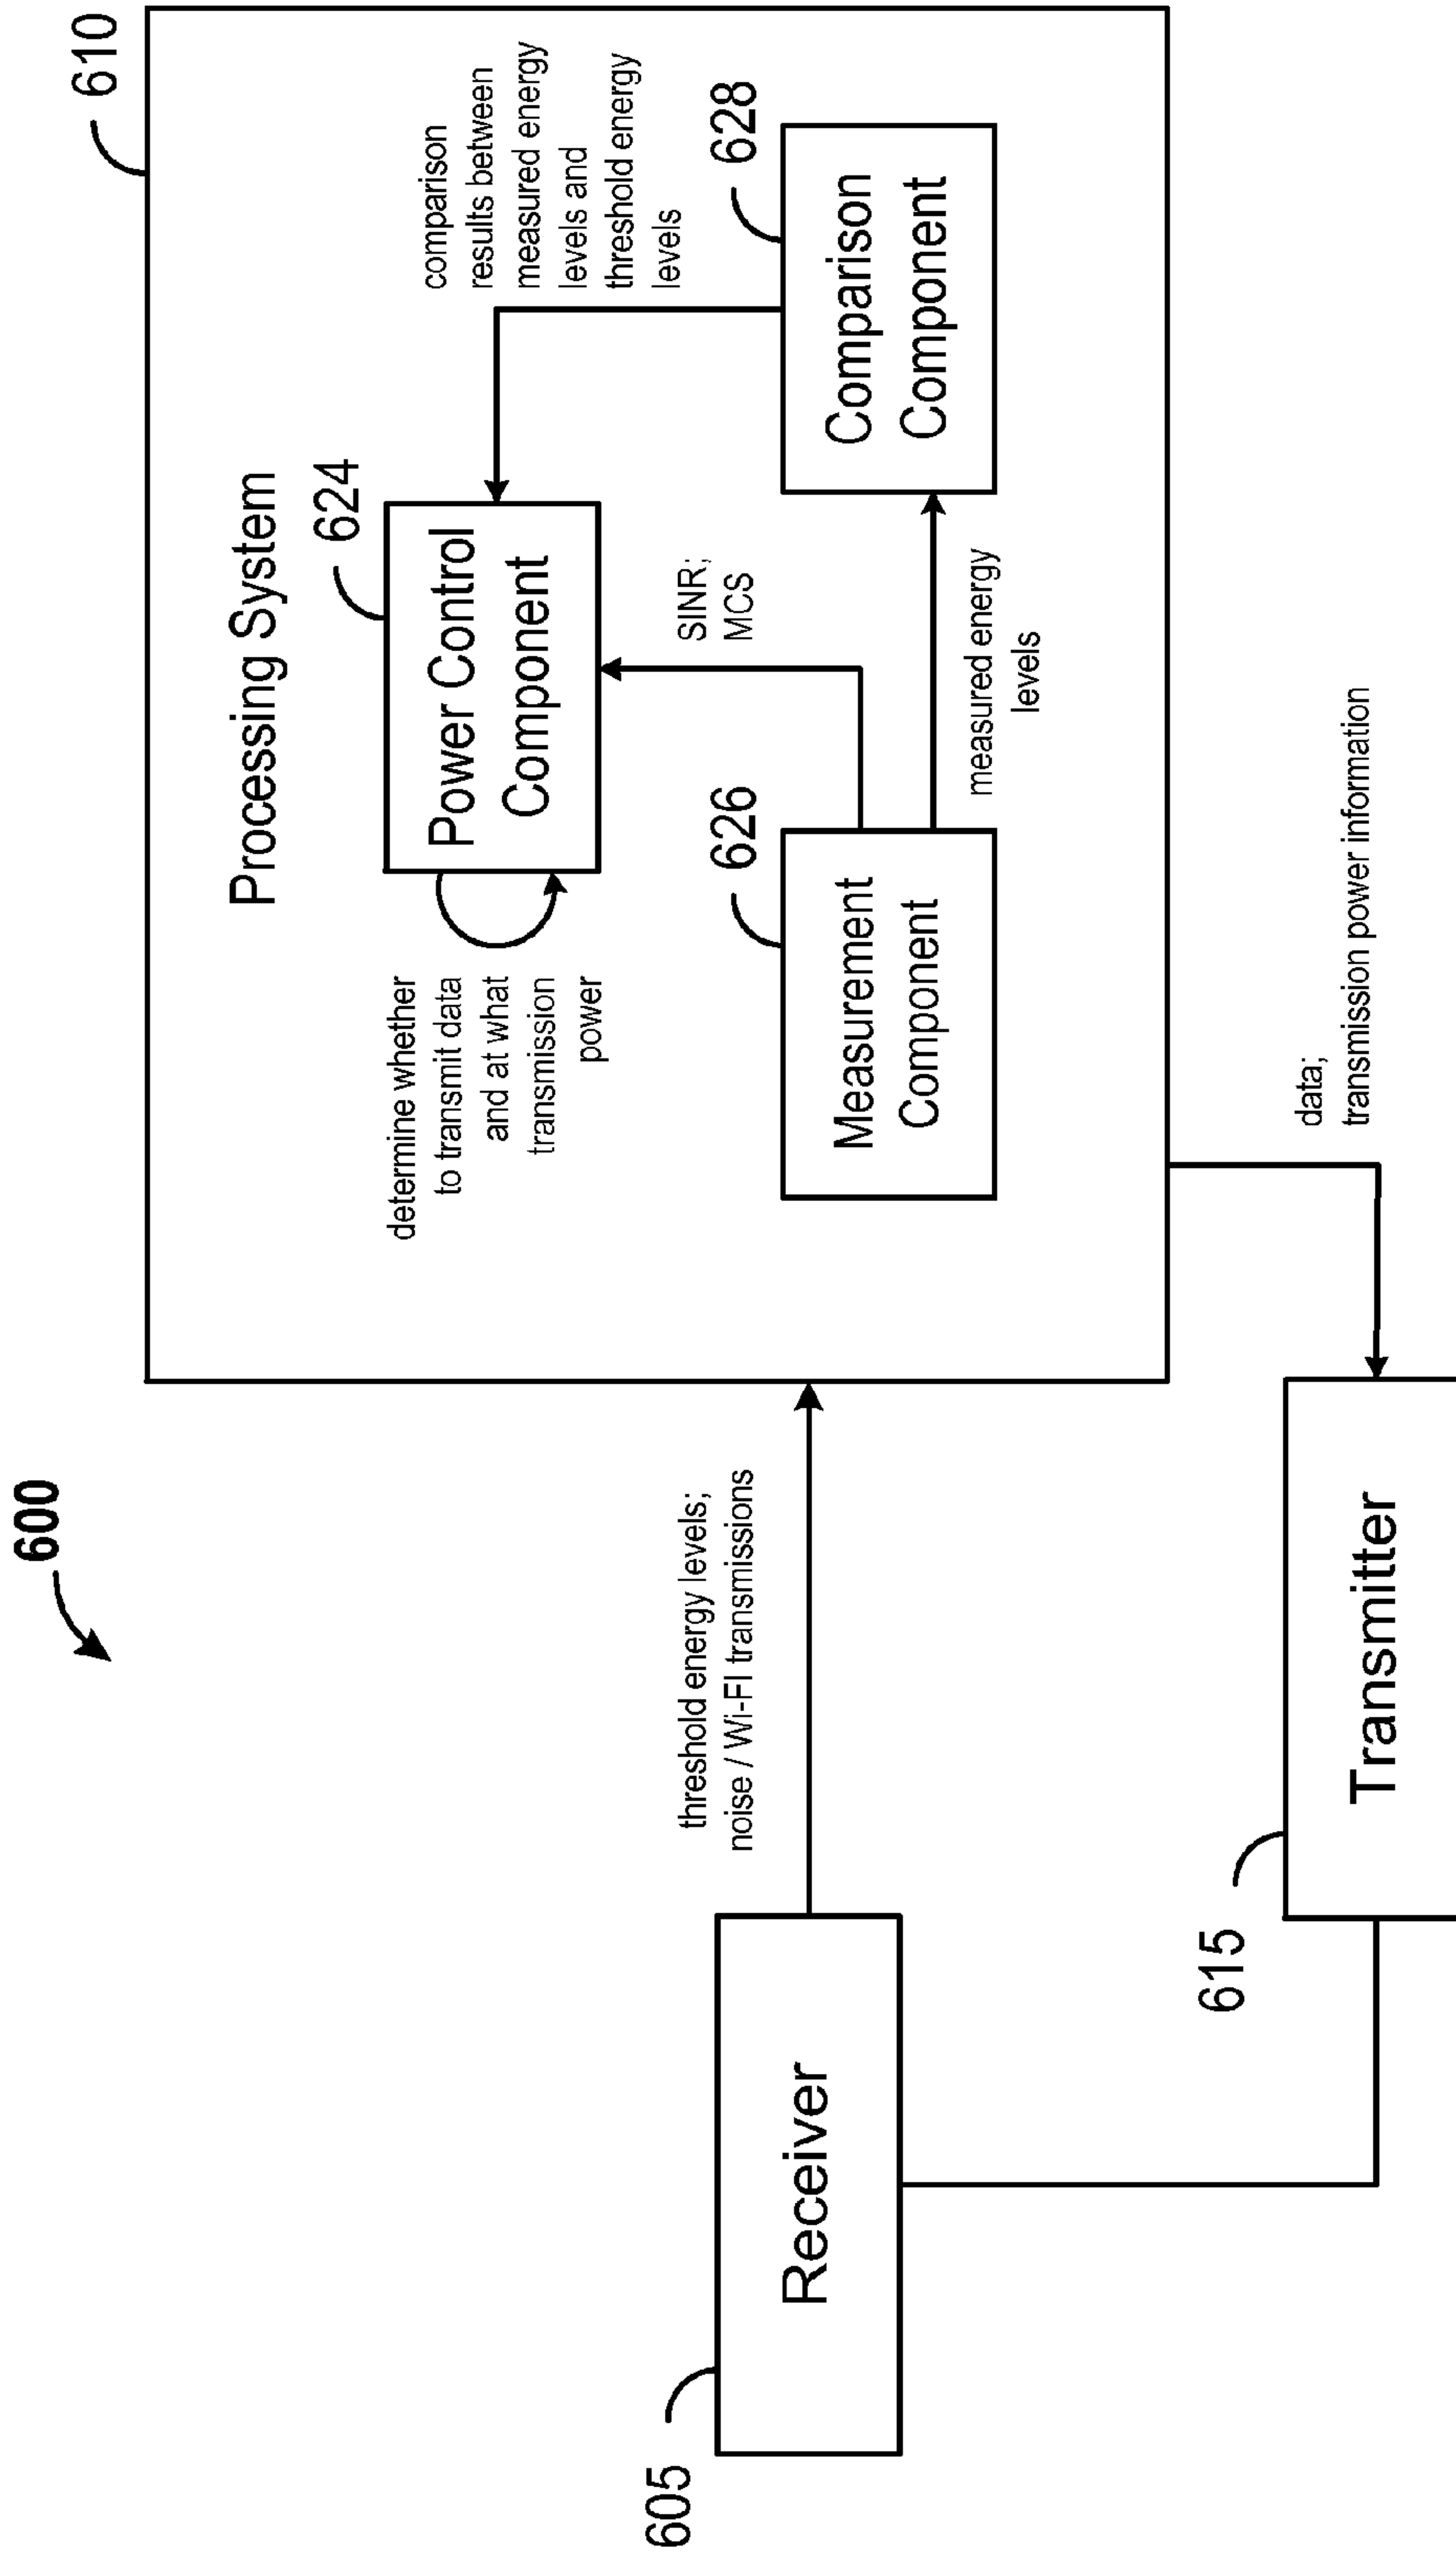 600
610
Processing System
624
Power Control
Component
determine whether
to transmit data
and at what
transmission
power
comparison
results between
measured energy
levels and
threshold energy
levels
SINR;
MCS
626
Measurement
Component
628
Comparison
Component
measured energy
levels
threshold energy levels;
noise / Wi-FI transmissions
605
Receiver
data;
transmission power information
615
Transmitter